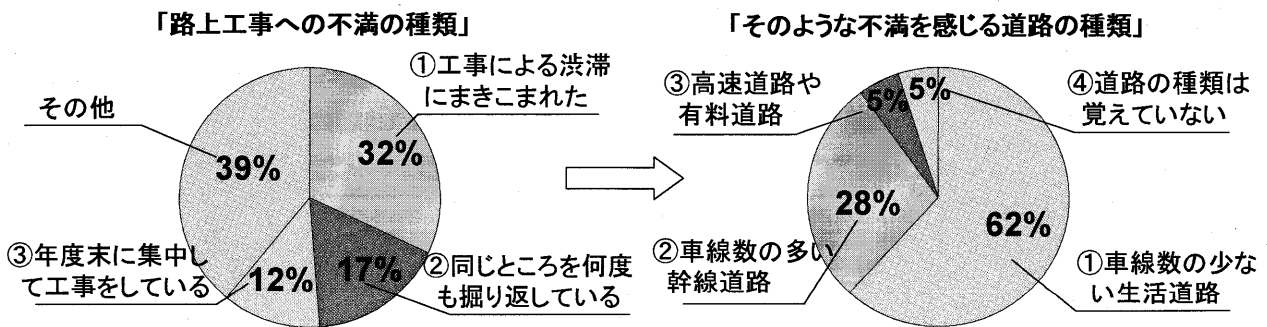 「路上工事への不満の種類」
①工事による渋滞
にまきこまれた
32%
②同じところを何度
も掘り返している
17%
③年度末に集中し
て工事をしている
12%
その他
39%
「そのような不満を感じる道路の種類」
①車線数の少な
い生活道路
62%
②車線数の多い
幹線道路
28%
③高速道路や
有料道路
5%
④道路の種類は
覚えていない
5%